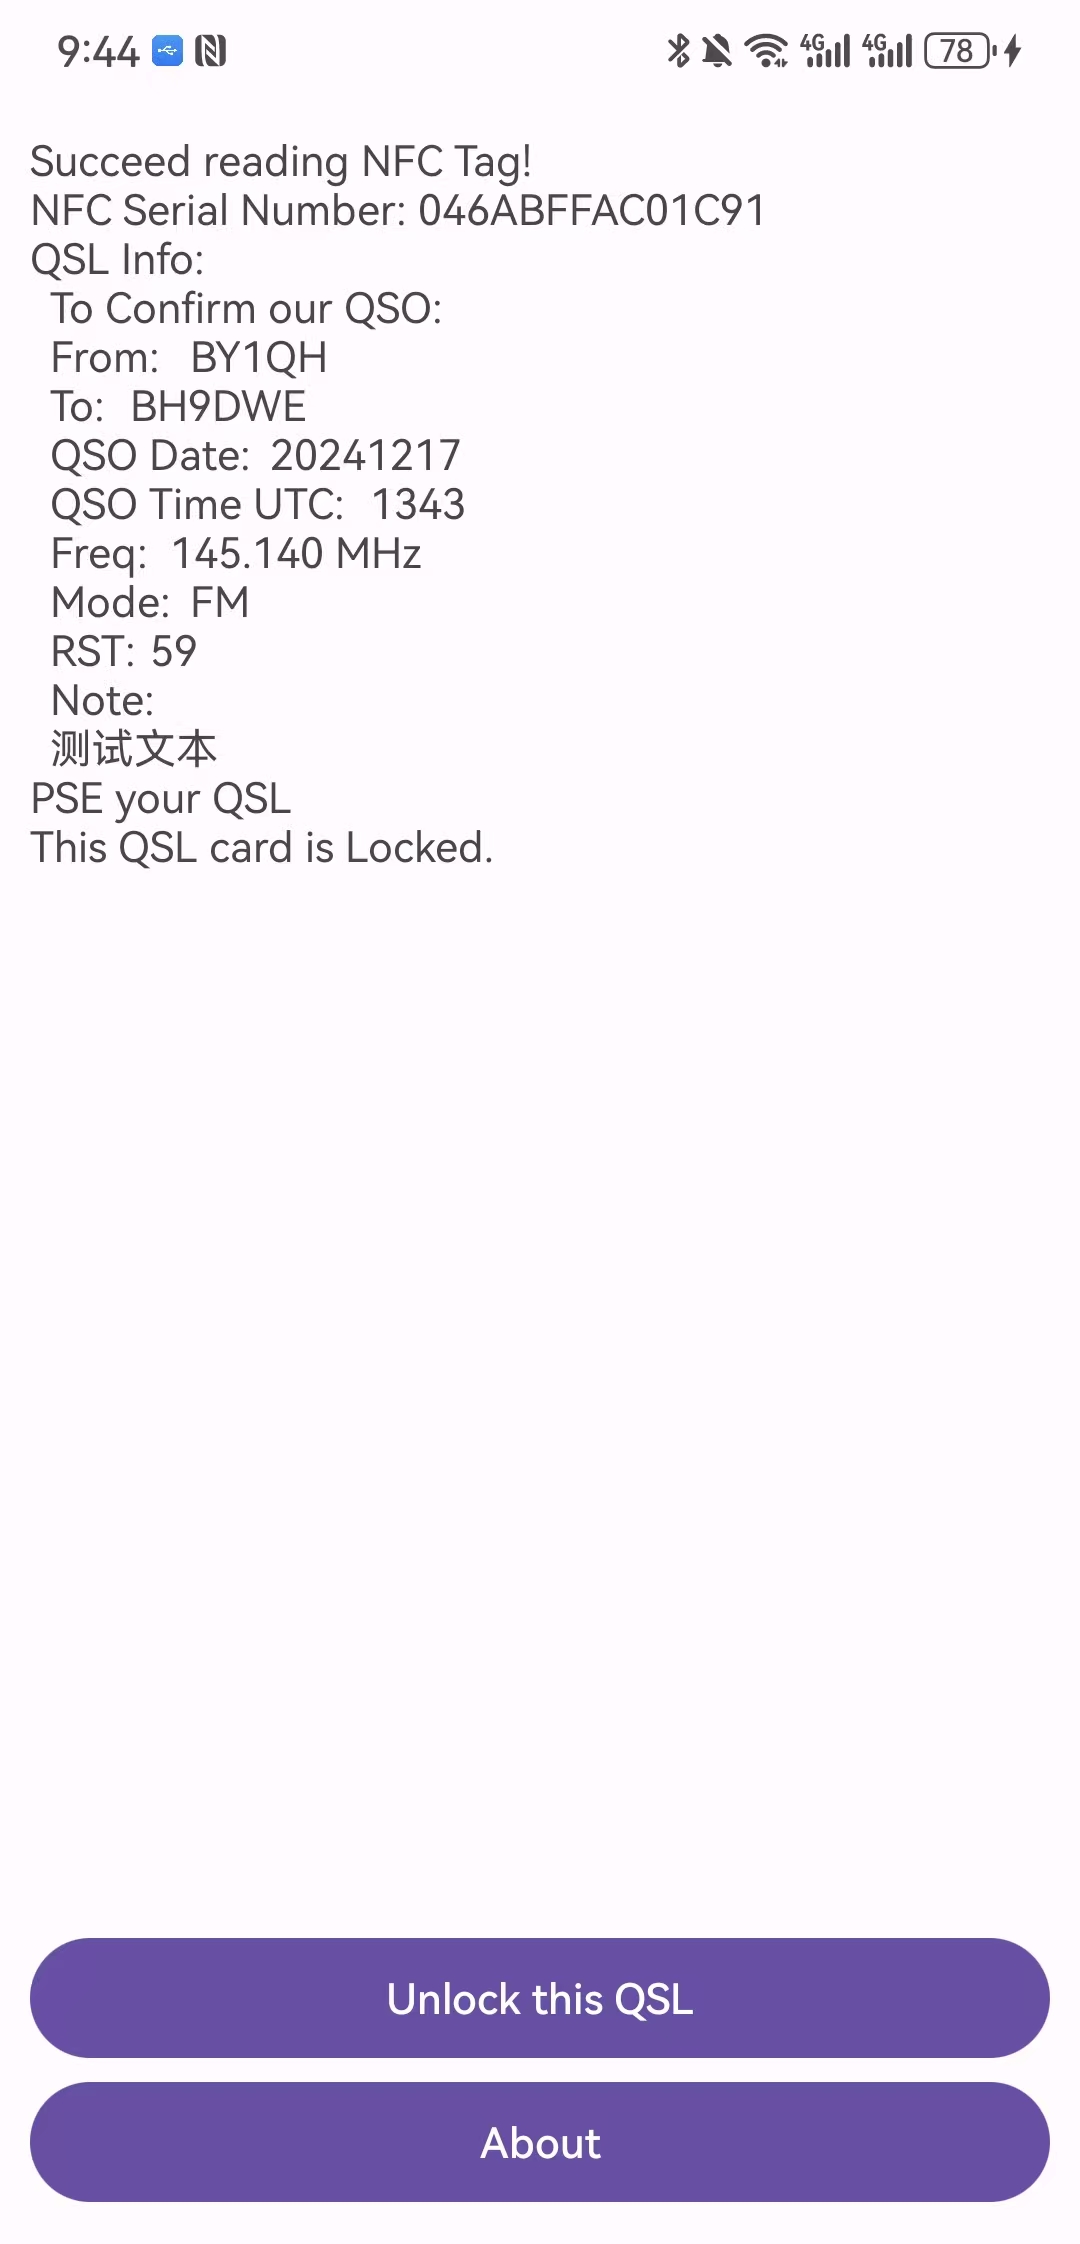 9:44 4G 4G 78
Succeed reading NFC Tag!
NFC Serial Number: 046ABFFAC01C91
QSL Info:
To Confirm our QSO:
From: BY1QH
To: BH9DWE
QSO Date: 20241217
QSO Time UTC: 1343
Freq: 145.140 MHz
Mode: FM
RST: 59
Note:
测试文本
PSE your QSL
This QSL card is Locked.
Unlock this QSL
About